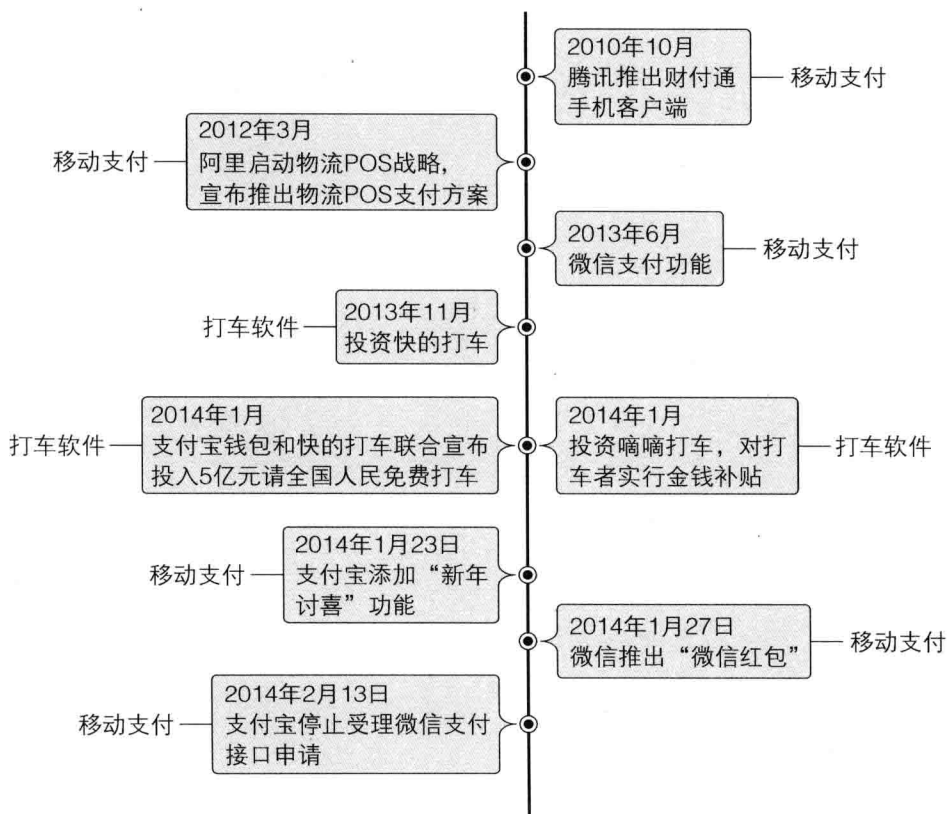 2010年10月
腾讯推出财付通
手机客户端
移动支付
2012年3月
阿里启动物流POS战略，
宣布推出物流POS支付方案
移动支付
2013年6月
微信支付功能
移动支付
2013年11月
投资快的打车
打车软件
2014年1月
支付宝钱包和快的打车联合宣布
投入5亿元请全国人民免费打车
打车软件
2014年1月
投资嘀嘀打车，对打
车者实行金钱补贴
打车软件
2014年1月23日
支付宝添加“新年
讨喜”功能
移动支付
2014年1月27日
微信推出“微信红包”
移动支付
2014年2月13日
支付宝停止受理微信支付
接口申请
移动支付